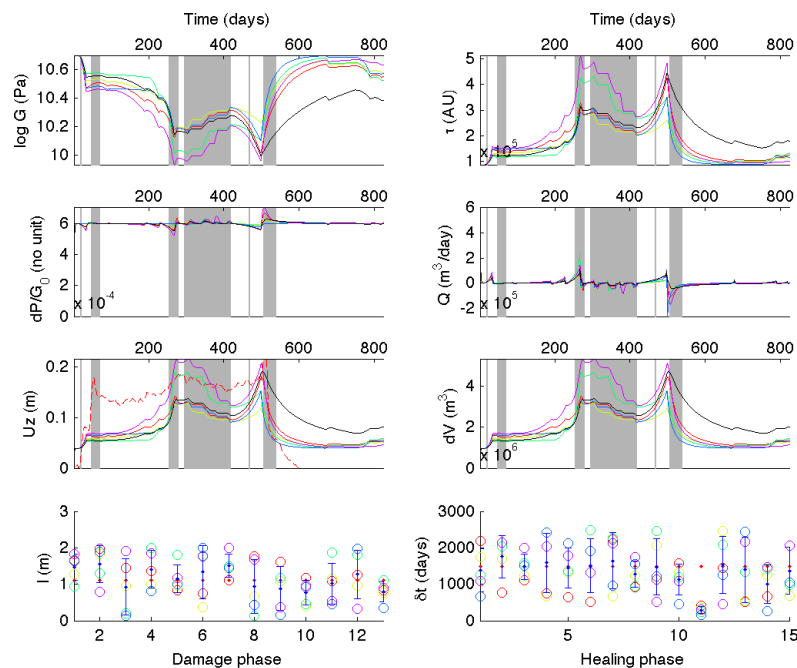 Time (days)
200 400 600 800
10.6
10.4
10.2
10
log G (Pa)
Time (days)
200 400 600 800
5
4
3
2
1
τ (AU)
x 10^5
200 400 600 800
6
4
2
0
dP/G_0 (no unit)
x 10^-4
200 400 600 800
6
4
2
0
-2
Q (m^3/day)
x 10^5
200 400 600 800
0.2
0.1
0
Uz (m)
200 400 600 800
4
2
0
dV (m^3)
x 10^6
3
2
1
0
l (m)
2 4 6 8 10 12
Damage phase
3000
2000
1000
0
δt (days)
5 10 15
Healing phase